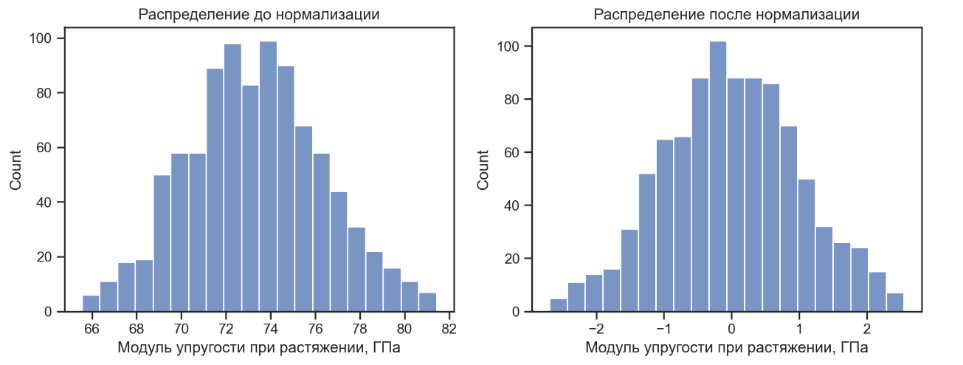 Распределение до нормализации
100
80
60
40
20
0
Count
66 68 70 72 74 76 78 80 82
Модуль упругости при растяжении, ГПа
Распределение после нормализации
100
80
60
40
20
0
Count
−2 −1 0 1 2
Модуль упругости при растяжении, ГПа